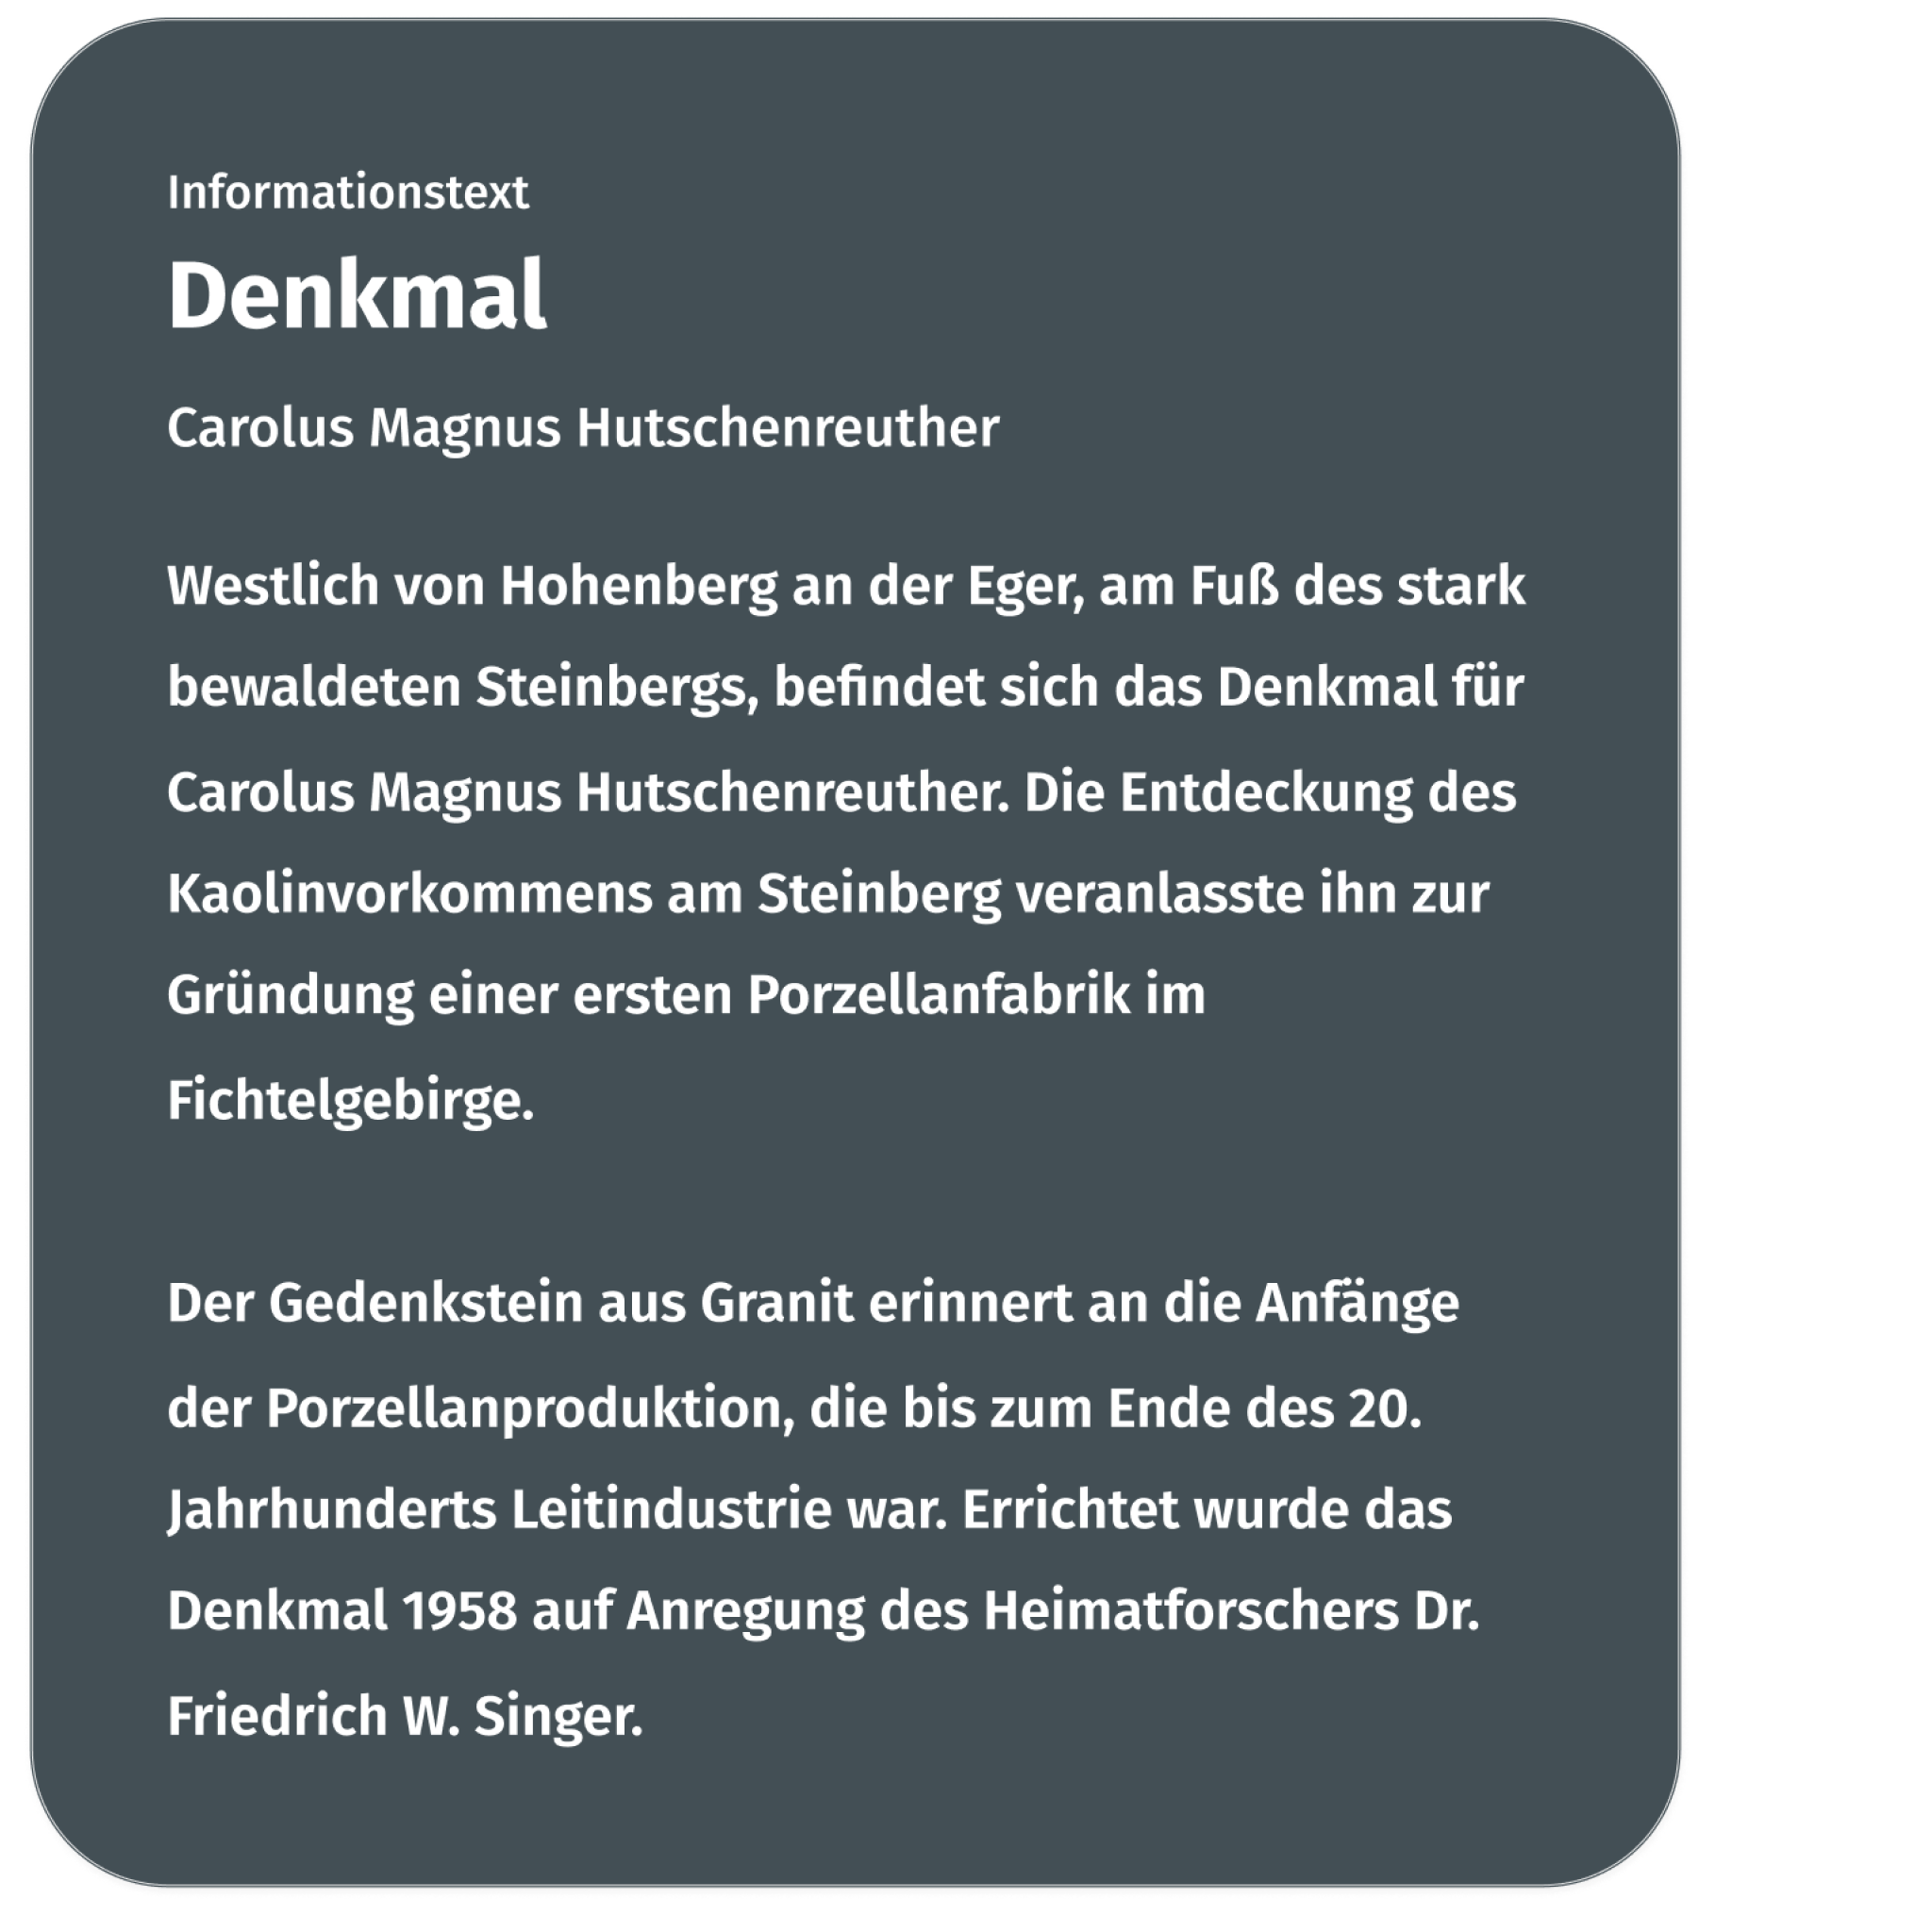 Informationstext
Denkmal
Carolus Magnus Hutschenreuther
Westlich von Hohenberg an der Eger, am Fuß des stark
bewaldeten Steinbergs, befindet sich das Denkmal für
Carolus Magnus Hutschenreuther. Die Entdeckung des
Kaolinvorkommens am Steinberg veranlasste ihn zur
Gründung einer ersten Porzellanfabrik im
Fichtelgebirge.
Der Gedenkstein aus Granit erinnert an die Anfänge
der Porzellanproduktion, die bis zum Ende des 20.
Jahrhunderts Leitindustrie war. Errichtet wurde das
Denkmal 1958 auf Anregung des Heimatforschers Dr.
Friedrich W. Singer.